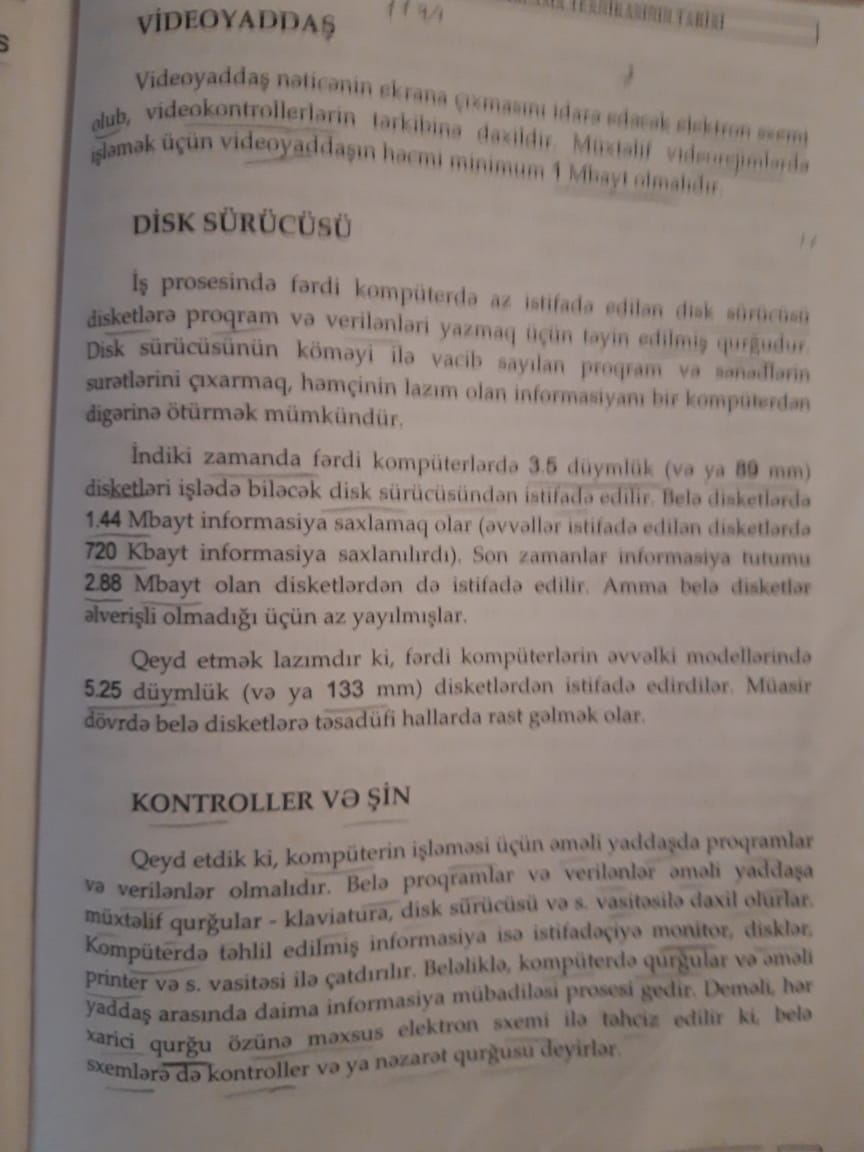 TARİXİ
VİDEOYADDAŞ
Videoyaddaş nəticənin ekrana çıxmasını idarə edəcək elektron sxemi
olub, videokontrollerlərin tərkibinə daxildir. Müxtəlif videorejimlərdə
işləmək üçün videoyaddaşın həcmi minimum 1 Mbayt olmalıdır.
DİSK SÜRÜCÜSÜ
İş prosesində fərdi kompüterdə az istifadə edilən disk sürücüsü
disketlərə proqram və verilənləri yazmaq üçün təyin edilmiş qurğudur.
Disk sürücüsünün köməyi ilə vacib sayılan proqram və sənədlərin
surətlərini çıxarmaq, həmçinin lazım olan informasiyanı bir kompüterdən
digərinə ötürmək mümkündür.
İndiki zamanda fərdi kompüterlərdə 3.5 düymlük (və ya 89 mm)
disketləri işlədə biləcək disk sürücüsündən istifadə edilir. Belə disketlərdə
1.44 Mbayt informasiya saxlamaq olar (əvvəllər istifadə edilən disketlərdə
720 Kbayt informasiya saxlanılırdı). Son zamanlar informasiya tutumu
2.88 Mbayt olan disketlərdən də istifadə edilir. Amma belə disketlər
əlverişli olmadığı üçün az yayılmışlar.
Qeyd etmək lazımdır ki, fərdi kompüterlərin əvvəlki modellərində
5.25 düymlük (və ya 133 mm) disketlərdən istifadə edirdilər. Müasir
dövrdə belə disketlərə təsadüfi hallarda rast gəlmək olar.
KONTROLLER VƏ ŞİN
Qeyd etdik ki, kompüterin işləməsi üçün əməli yaddaşda proqramlar
və verilənlər olmalıdır. Belə proqramlar və verilənlər əməli yaddaşa
müxtəlif qurğular - klaviatura, disk sürücüsü və s. vasitəsilə daxil olurlar.
Kompüterdə təhlil edilmiş informasiya isə istifadəçiyə monitor, disklər,
printer və s. vasitəsi ilə çatdırılır. Beləliklə, kompüterdə qurğular və əməli
yaddaş arasında daima informasiya mübadiləsi prosesi gedir. Deməli, hər
xarici qurğu özünə məxsus elektron sxemi ilə təhciz edilir ki, belə
sxemlərə də kontroller və ya nəzarət qurğusu deyirlər.